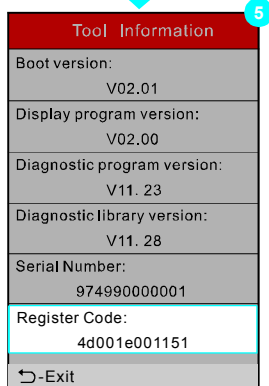 5
Tool Information
Boot version:
V02.01
Display program version:
V02.00
Diagnostic program version:
V11. 23
Diagnostic library version:
V11. 28
Serial Number:
974990000001
Register Code:
4d001e001151
⮌-Exit